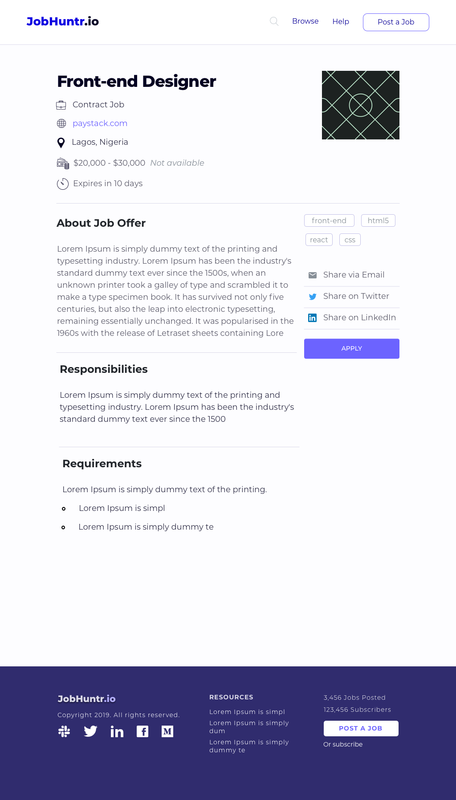 JobHuntr.io
Browse
Help
Post a Job
Front-end Designer
Contract Job
paystack.com
Lagos, Nigeria
$20,000 - $30,000 Not available
Expires in 10 days
About Job Offer
Lorem Ipsum is simply dummy text of the printing and
typesetting industry. Lorem Ipsum has been the industry's
standard dummy text ever since the 1500s, when an
unknown printer took a galley of type and scrambled it to
make a type specimen book. It has survived not only five
centuries, but also the leap into electronic typesetting,
remaining essentially unchanged. It was popularised in the
1960s with the release of Letraset sheets containing Lore
front-end
html5
react
css
Share via Email
Share on Twitter
Share on LinkedIn
APPLY
Responsibilities
Lorem Ipsum is simply dummy text of the printing and
typesetting industry. Lorem Ipsum has been the industry's
standard dummy text ever since the 1500
Requirements
Lorem Ipsum is simply dummy text of the printing.
Lorem Ipsum is simpl
Lorem Ipsum is simply dummy te
JobHuntr.io
Copyright 2019. All rights reserved.
RESOURCES
Lorem Ipsum is simpl
Lorem Ipsum is simply
dum
Lorem Ipsum is simply
dummy te
3,456 Jobs Posted
123,456 Subscribers
POST A JOB
Or subscribe